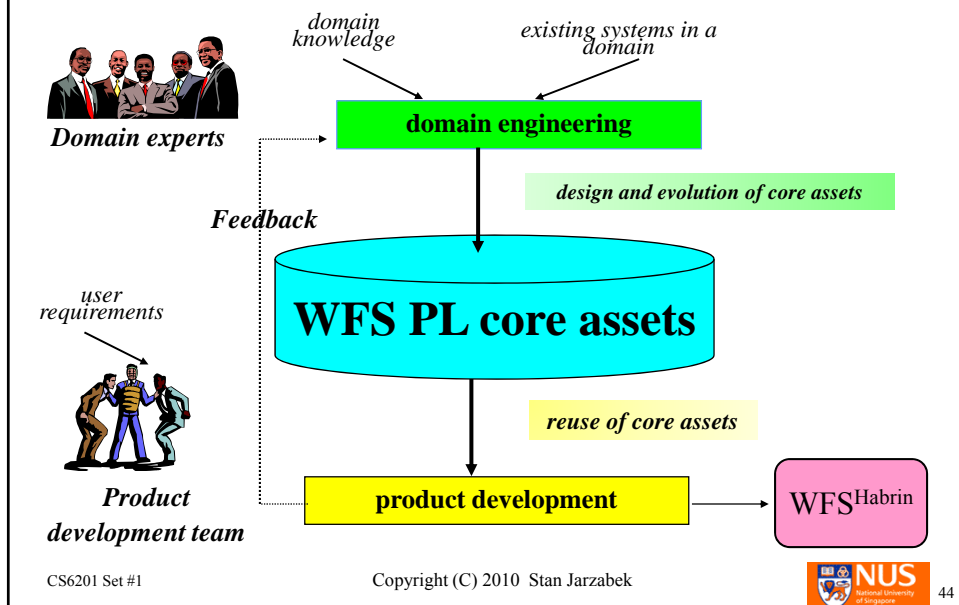 domain
knowledge
existing systems in a
domain
Domain experts
domain engineering
design and evolution of core assets
Feedback
WFS PL core assets
user
requirements
reuse of core assets
Product
development team
product development
WFS^Habrin
CS6201 Set #1
Copyright (C) 2010 Stan Jarzabek
NUS
National University
of Singapore
44